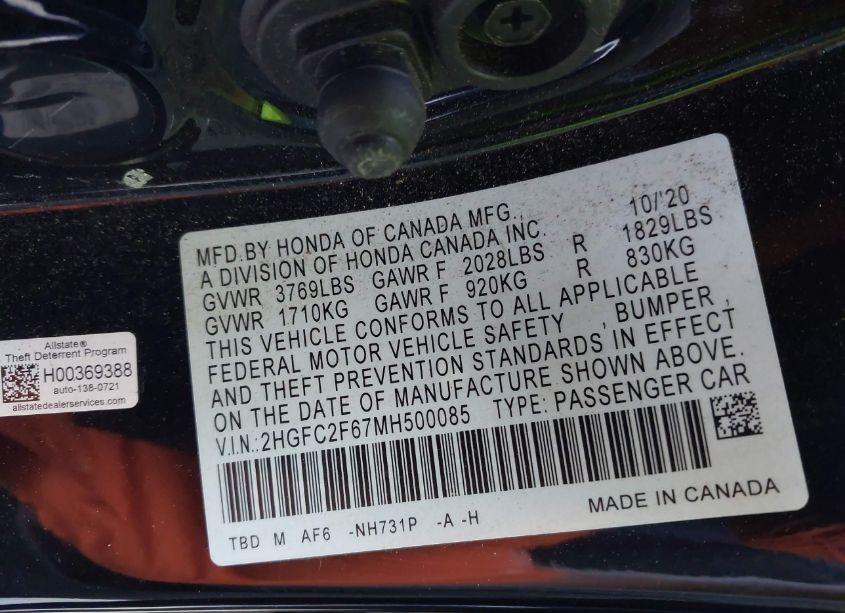 MFD.BY HONDA OF CANADA MFG., 10/'20
A DIVISION OF HONDA CANADA INC.
GVWR 3769LBS GAWR F 2028LBS R 1829LBS
GVWR 1710KG GAWR F 920KG R 830KG
THIS VEHICLE CONFORMS TO ALL APPLICABLE
FEDERAL MOTOR VEHICLE SAFETY , BUMPER ,
AND THEFT PREVENTION STANDARDS IN EFFECT
ON THE DATE OF MANUFACTURE SHOWN ABOVE.
V.I.N.:2HGFC2F67MH500085 TYPE: PASSENGER CAR
TBD M AF6 -NH731P -A -H MADE IN CANADA
Allstate®
Theft Deterrent Program
H00369388
auto-138-0721
allstatedealerservices.com